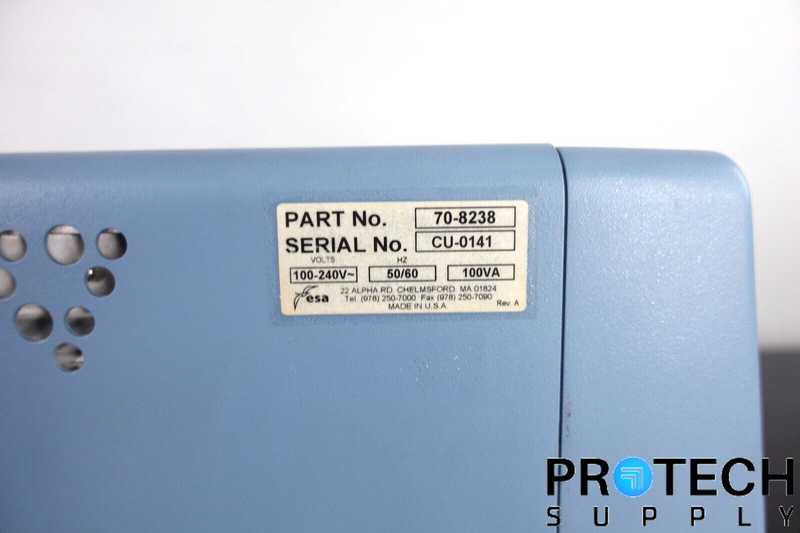 PART No. 70-8238
SERIAL No. CU-0141
VOLTS HZ
100-240V~ 50/60 100VA
esa 22 ALPHA RD. CHELMSFORD. MA 01824
Tel. (978) 250-7000 Fax (978) 250-7090
MADE IN U.S.A. Rev. A
PROTECH
SUPPLY